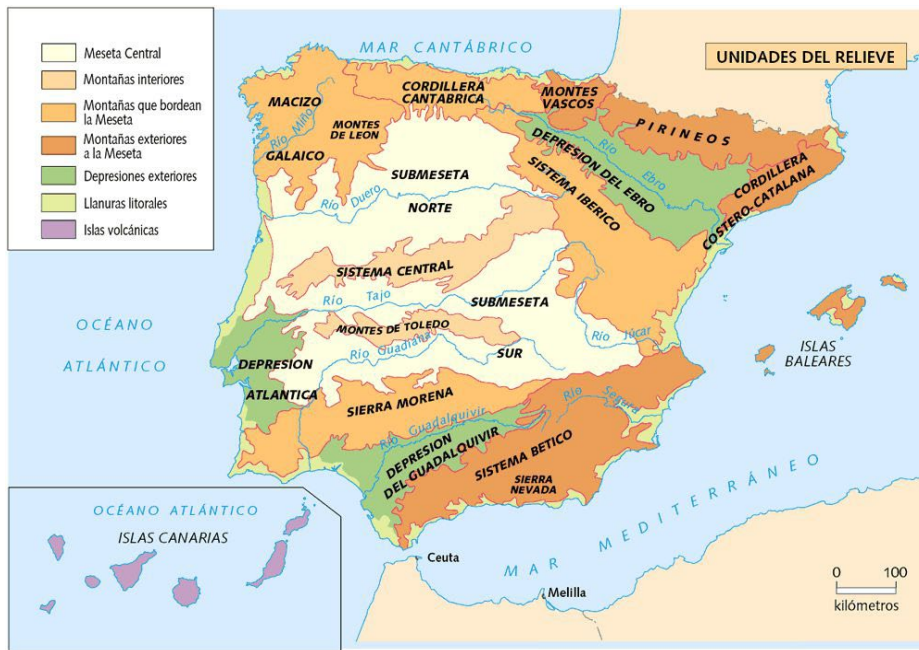 Meseta Central
Montañas interiores
Montañas que bordean
la Meseta
Montañas exteriores
a la Meseta
Depresiones exteriores
Llanuras litorales
Islas volcánicas
UNIDADES DEL RELIEVE
MAR CANTÁBRICO
MACIZO
GALAICO
Río Miño
MONTES
DE LEON
CORDILLERA
CANTABRICA
MONTES
VASCOS
PIRINEOS
DEPRESION DEL EBRO
Río Ebro
CORDILLERA
COSTERO-CATALANA
SISTEMA IBERICO
SUBMESETA
NORTE
Río Duero
SISTEMA CENTRAL
Río Tajo
SUBMESETA
SUR
MONTES DE TOLEDO
Río Guadiana
Río Júcar
OCÉANO
ATLÁNTICO
DEPRESION
ATLANTICA
ISLAS
BALEARES
SIERRA MORENA
Río Guadalquivir
DEPRESION
DEL GUADALQUIVIR
Río Segura
SISTEMA BETICO
SIERRA
NEVADA
MAR MEDITERRÁNEO
OCÉANO ATLÁNTICO
ISLAS CANARIAS
Ceuta
Melilla
0 100
kilómetros